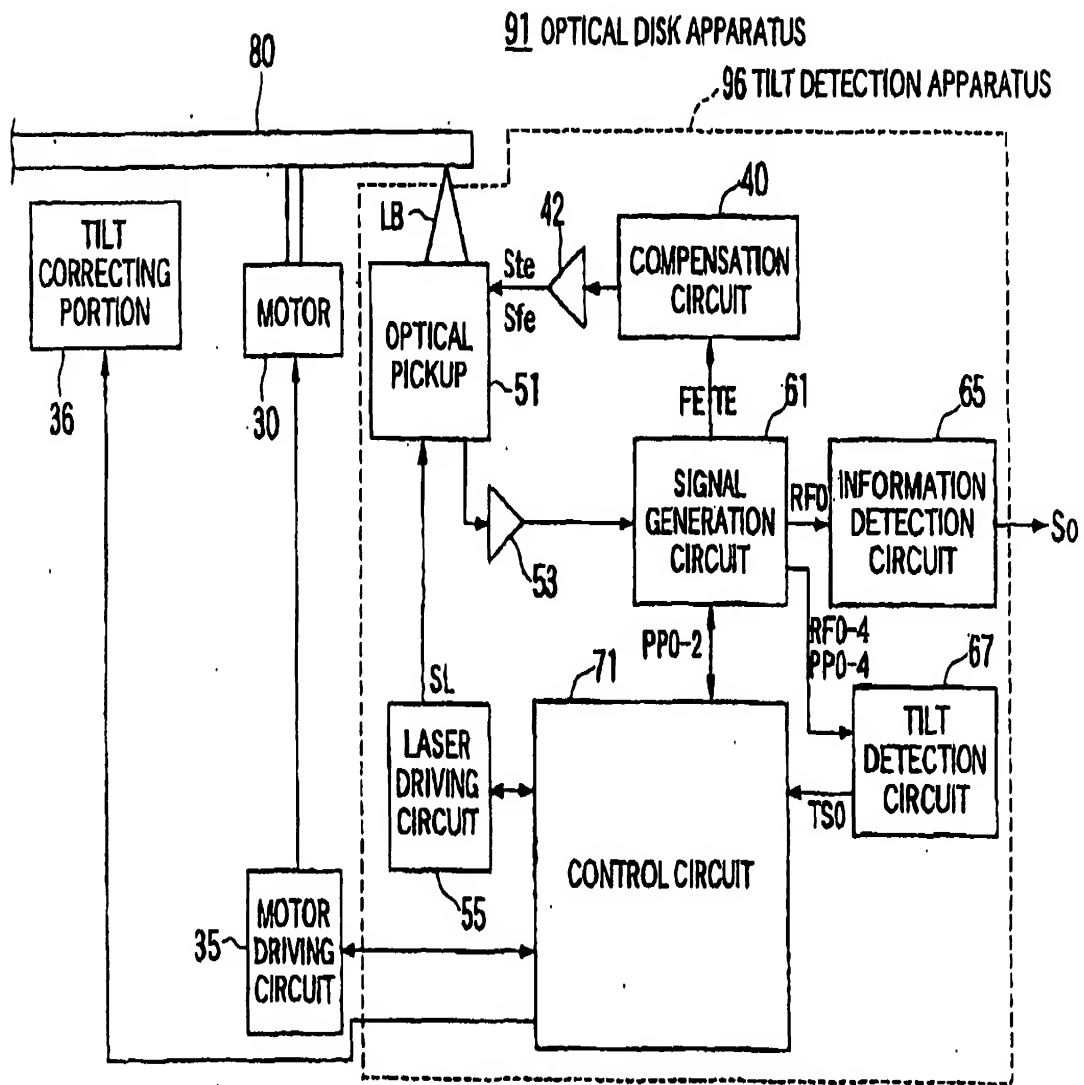 91 OPTICAL DISK APPARATUS
80
96 TILT DETECTION APPARATUS
LB
42
40
TILT
CORRECTING
PORTION
MOTOR
Ste
Sfe
COMPENSATION
CIRCUIT
OPTICAL
PICKUP
36
30
51
FE TE
61
65
SIGNAL
GENERATION
CIRCUIT
RFO
INFORMATION
DETECTION
CIRCUIT
So
53
PPO-2
RFO-4
PPO-4
67
SL
71
LASER
DRIVING
CIRCUIT
TILT
DETECTION
CIRCUIT
TSO
CONTROL CIRCUIT
55
35
MOTOR
DRIVING
CIRCUIT